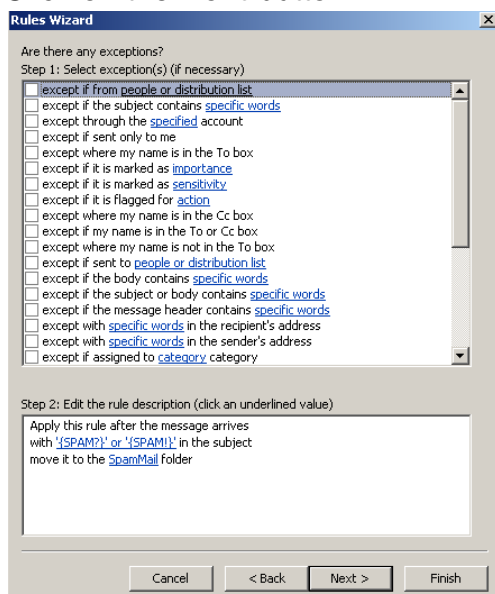 Rules Wizard
Are there any exceptions?
Step 1: Select exception(s) (if necessary)
except if from people or distribution list
except if the subject contains specific words
except through the specified account
except if sent only to me
except where my name is in the To box
except if it is marked as importance
except if it is marked as sensitivity
except if it is flagged for action
except where my name is in the Cc box
except if my name is in the To or Cc box
except where my name is not in the To box
except if sent to people or distribution list
except if the body contains specific words
except if the subject or body contains specific words
except if the message header contains specific words
except with specific words in the recipient's address
except with specific words in the sender's address
except if assigned to category category
Step 2: Edit the rule description (click an underlined value)
Apply this rule after the message arrives
with '{SPAM?}' or '{SPAM!}' in the subject
move it to the SpamMail folder
Cancel < Back Next > Finish